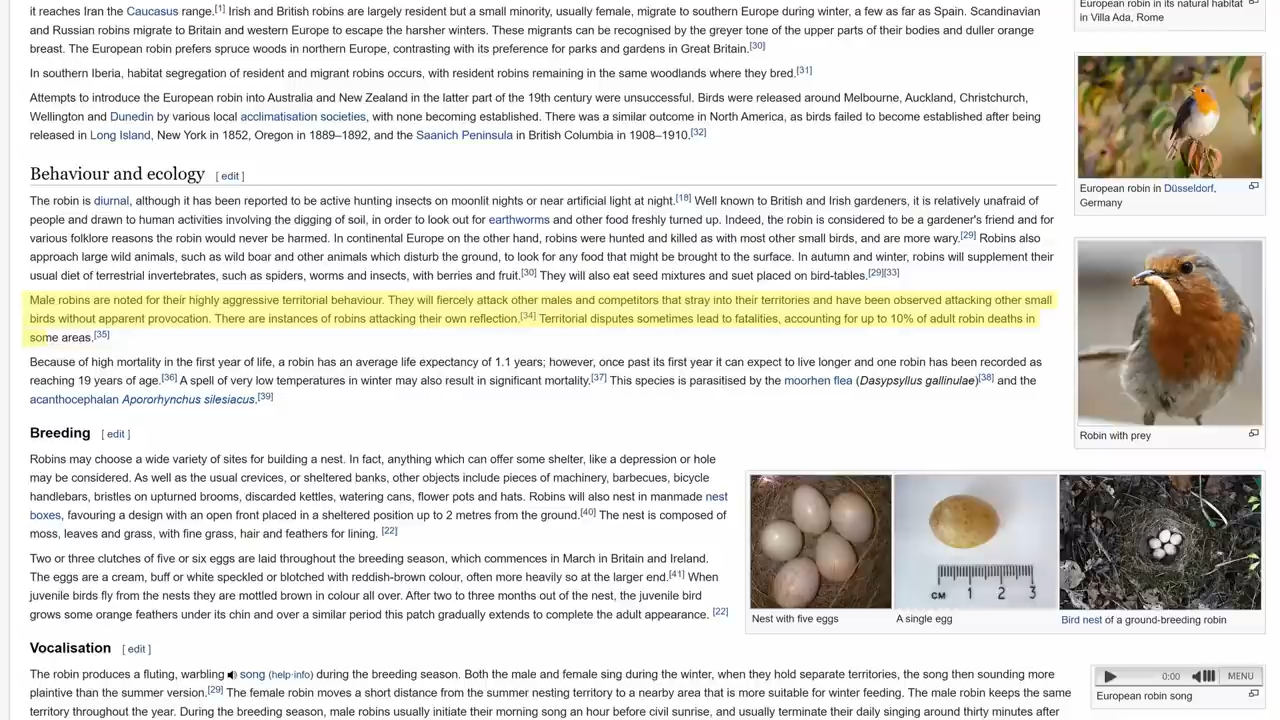 it reaches Iran the Caucasus range.[1] Irish and British robins are largely resident but a small minority, usually female, migrate to southern Europe during winter, a few as far as Spain. Scandinavian
and Russian robins migrate to Britain and western Europe to escape the harsher winters. These migrants can be recognised by the greyer tone of the upper parts of their bodies and duller orange
breast. The European robin prefers spruce woods in northern Europe, contrasting with its preference for parks and gardens in Great Britain.[30]
In southern Iberia, habitat segregation of resident and migrant robins occurs, with resident robins remaining in the same woodlands where they bred.[31]
Attempts to introduce the European robin into Australia and New Zealand in the latter part of the 19th century were unsuccessful. Birds were released around Melbourne, Auckland, Christchurch,
Wellington and Dunedin by various local acclimatisation societies, with none becoming established. There was a similar outcome in North America, as birds failed to become established after being
released in Long Island, New York in 1852, Oregon in 1889–1892, and the Saanich Peninsula in British Columbia in 1908–1910.[32]
Behaviour and ecology [ edit ]
The robin is diurnal, although it has been reported to be active hunting insects on moonlit nights or near artificial light at night.[18] Well known to British and Irish gardeners, it is relatively unafraid of
people and drawn to human activities involving the digging of soil, in order to look out for earthworms and other food freshly turned up. Indeed, the robin is considered to be a gardener's friend and for
various folklore reasons the robin would never be harmed. In continental Europe on the other hand, robins were hunted and killed as with most other small birds, and are more wary.[29] Robins also
approach large wild animals, such as wild boar and other animals which disturb the ground, to look for any food that might be brought to the surface. In autumn and winter, robins will supplement their
usual diet of terrestrial invertebrates, such as spiders, worms and insects, with berries and fruit.[30] They will also eat seed mixtures and suet placed on bird-tables.[29][33]
Male robins are noted for their highly aggressive territorial behaviour. They will fiercely attack other males and competitors that stray into their territories and have been observed attacking other small
birds without apparent provocation. There are instances of robins attacking their own reflection.[34] Territorial disputes sometimes lead to fatalities, accounting for up to 10% of adult robin deaths in
some areas.[35]
Because of high mortality in the first year of life, a robin has an average life expectancy of 1.1 years; however, once past its first year it can expect to live longer and one robin has been recorded as
reaching 19 years of age.[36] A spell of very low temperatures in winter may also result in significant mortality.[37] This species is parasitised by the moorhen flea (Dasypsyllus gallinulae)[38] and the
acanthocephalan Apororhynchus silesiacus.[39]
Breeding [ edit ]
Robins may choose a wide variety of sites for building a nest. In fact, anything which can offer some shelter, like a depression or hole
may be considered. As well as the usual crevices, or sheltered banks, other objects include pieces of machinery, barbecues, bicycle
handlebars, bristles on upturned brooms, discarded kettles, watering cans, flower pots and hats. Robins will also nest in manmade nest
boxes, favouring a design with an open front placed in a sheltered position up to 2 metres from the ground.[40] The nest is composed of
moss, leaves and grass, with fine grass, hair and feathers for lining. [22]
Two or three clutches of five or six eggs are laid throughout the breeding season, which commences in March in Britain and Ireland.
The eggs are a cream, buff or white speckled or blotched with reddish-brown colour, often more heavily so at the larger end.[41] When
juvenile birds fly from the nests they are mottled brown in colour all over. After two to three months out of the nest, the juvenile bird
grows some orange feathers under its chin and over a similar period this patch gradually extends to complete the adult appearance. [22]
Vocalisation [ edit ]
The robin produces a fluting, warbling song (help·info) during the breeding season. Both the male and female sing during the winter, when they hold separate territories, the song then sounding more
plaintive than the summer version.[29] The female robin moves a short distance from the summer nesting territory to a nearby area that is more suitable for winter feeding. The male robin keeps the same
territory throughout the year. During the breeding season, male robins usually initiate their morning song an hour before civil sunrise, and usually terminate their daily singing around thirty minutes after
European robin in its natural habitat
in Villa Ada, Rome
European robin in Düsseldorf,
Germany
Robin with prey
CM 1 2 3
Nest with five eggs
A single egg
Bird nest of a ground-breeding robin
0:00 MENU
European robin song